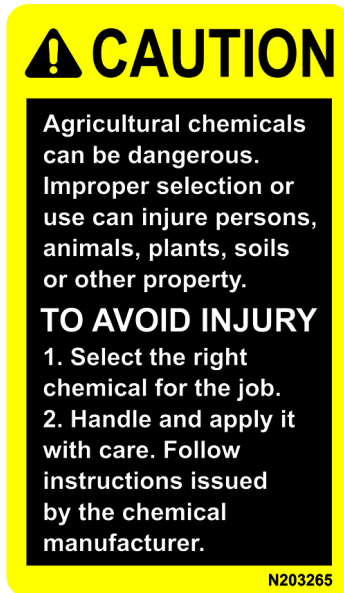 CAUTION
Agricultural chemicals
can be dangerous.
Improper selection or
use can injure persons,
animals, plants, soils
or other property.
TO AVOID INJURY
1. Select the right
chemical for the job.
2. Handle and apply it
with care. Follow
instructions issued
by the chemical
manufacturer.
N203265